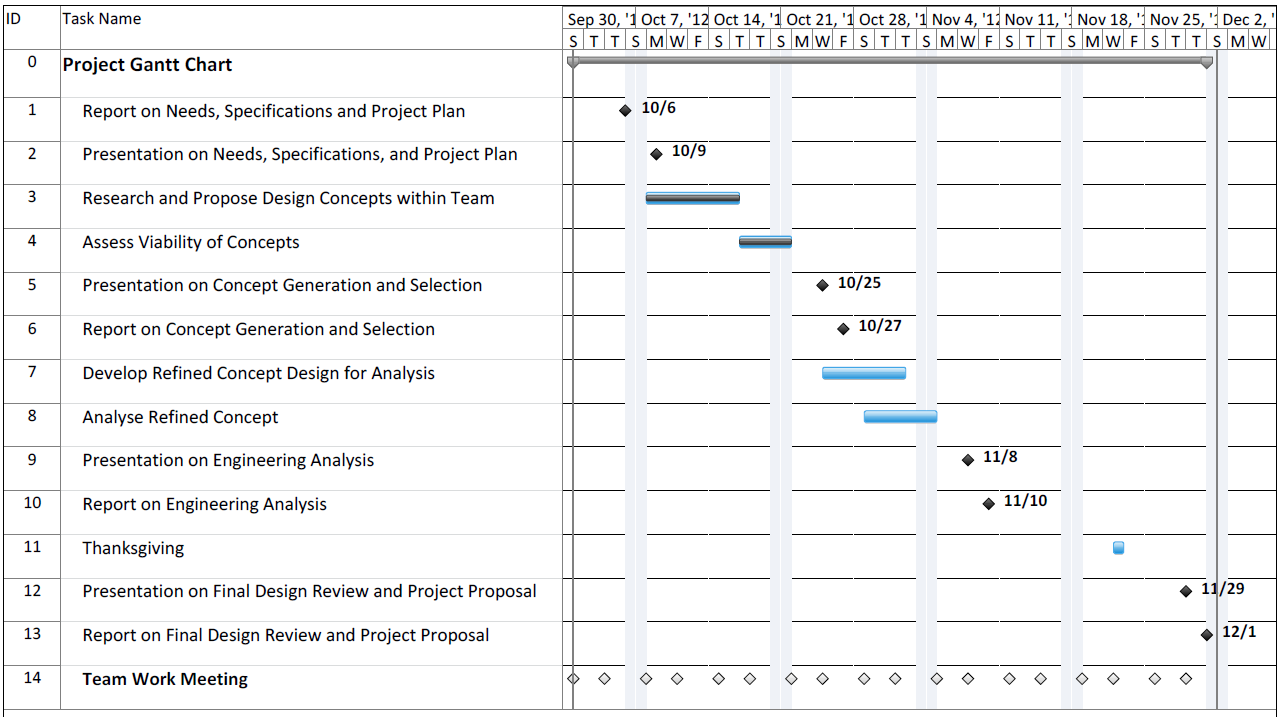 ID Task Name Sep 30, '1 Oct 7, '12 Oct 14, '1 Oct 21, '1 Oct 28, '1 Nov 4, '12 Nov 11, '1 Nov 18, '1 Nov 25, '1 Dec 2, '
S T T S M W F S T T S M W F S T T S M W F S T T S M W F S T T S M W
0 Project Gantt Chart
1 Report on Needs, Specifications and Project Plan 10/6
2 Presentation on Needs, Specifications, and Project Plan 10/9
3 Research and Propose Design Concepts within Team
4 Assess Viability of Concepts
5 Presentation on Concept Generation and Selection 10/25
6 Report on Concept Generation and Selection 10/27
7 Develop Refined Concept Design for Analysis
8 Analyse Refined Concept
9 Presentation on Engineering Analysis 11/8
10 Report on Engineering Analysis 11/10
11 Thanksgiving
12 Presentation on Final Design Review and Project Proposal 11/29
13 Report on Final Design Review and Project Proposal 12/1
14 Team Work Meeting